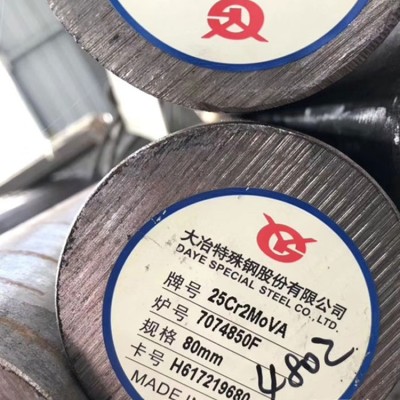 大冶特殊钢股份有限公司
DAYE SPECIAL STEEL CO.,LTD.
牌号 25Cr2MoVA
炉号 7074850F
规格 80mm
卡号 H617219680
MADE IN
4802